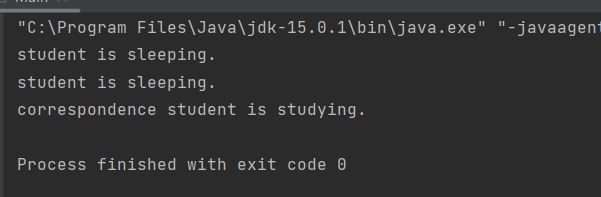 "C:\Program Files\Java\jdk-15.0.1\bin\java.exe" "-javaagent
student is sleeping.
student is sleeping.
correspondence student is studying.
Process finished with exit code 0